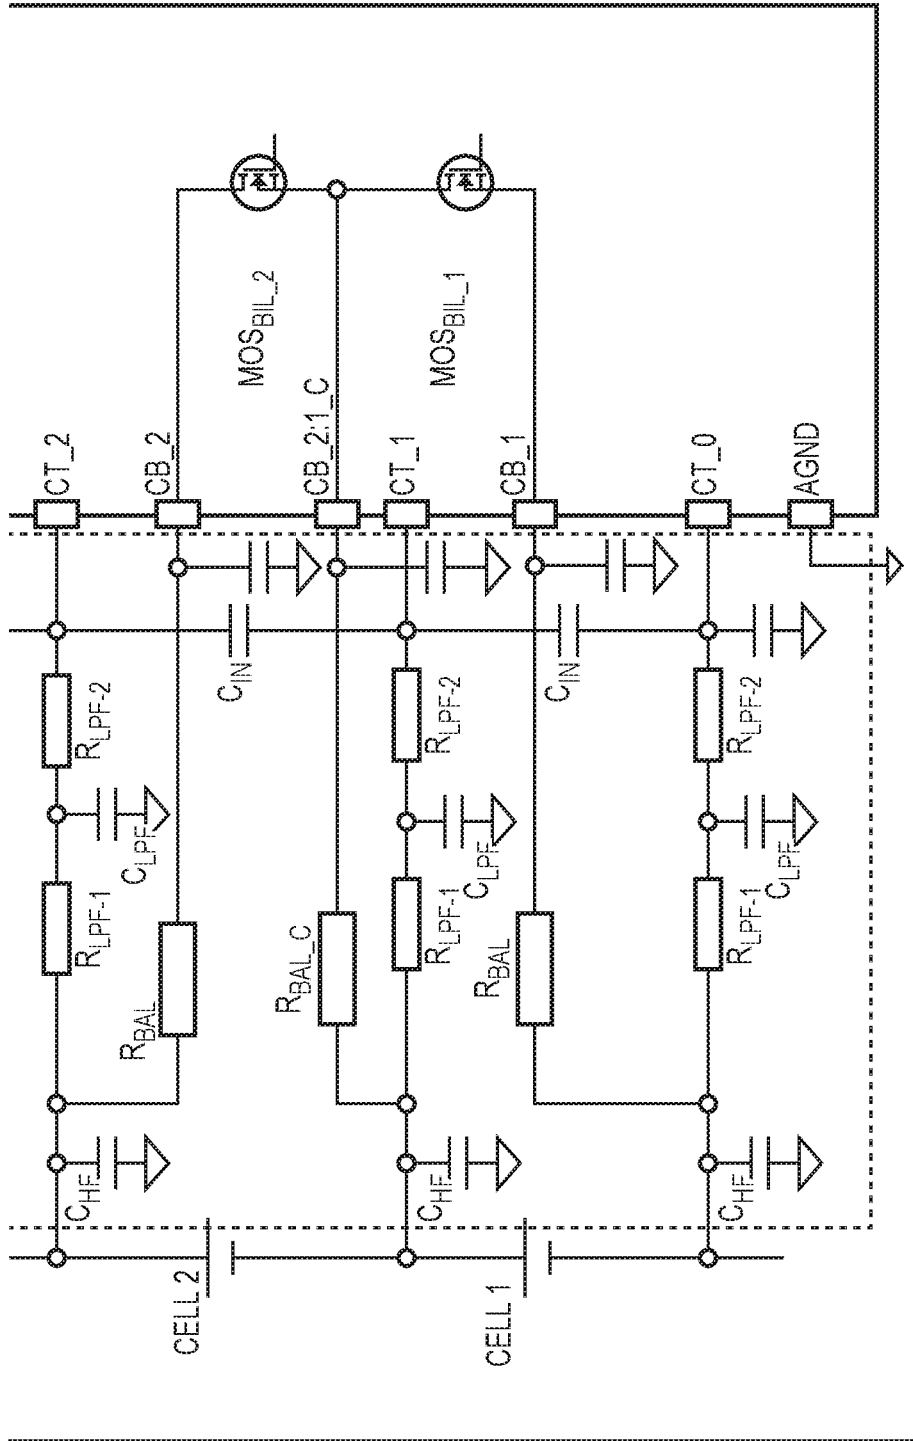 CT_2
CB_2
CB_2:1_C
CT_1
CB_1
CT_0
AGND
MOSBIL_2
MOSBIL_1
CIN
CIN
RLPF-2
RLPF-2
RLPF-2
CLPF
CLPF
CLPF
RLPF-1
RLPF-1
RLPF-1
RBAL
RBAL_C
RBAL
CHF
CHF
CHF
CELL 2
CELL 1